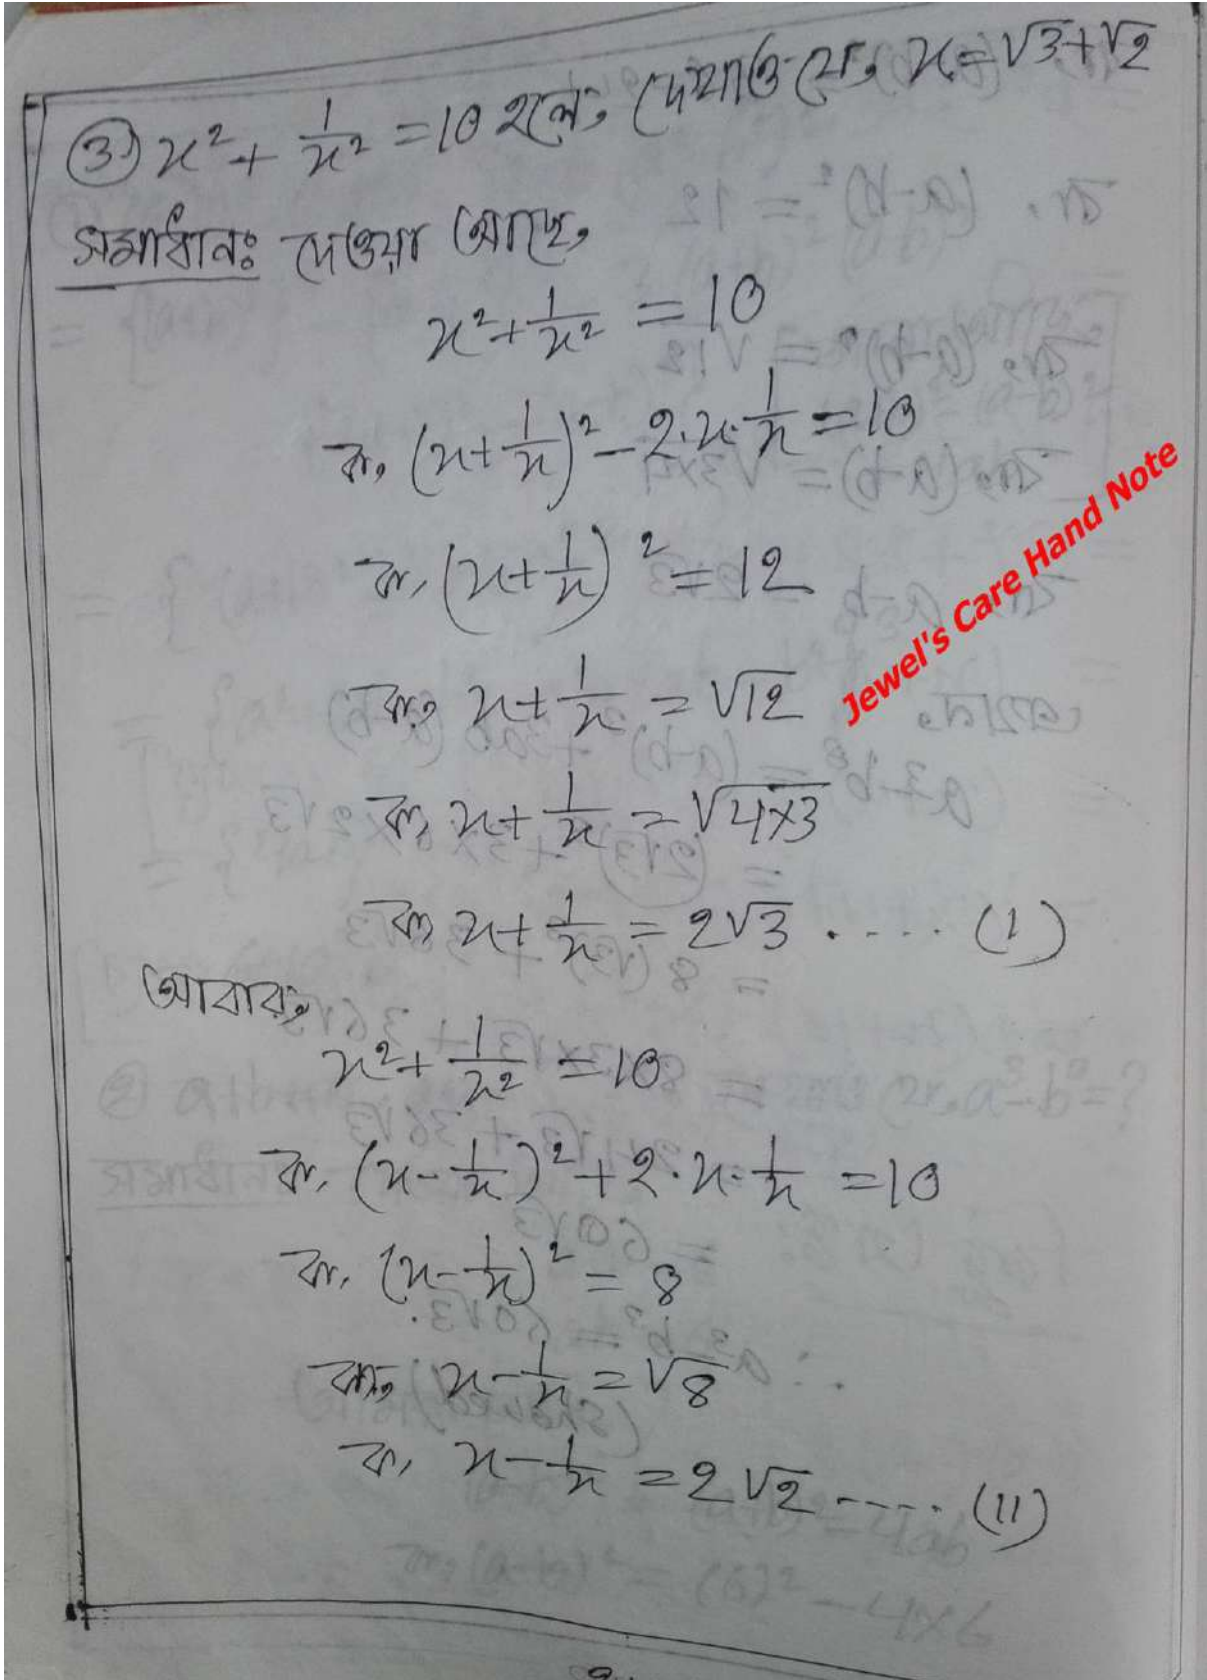 ③ x² + 1/x² = 10 হলে, দেখাও যে, x = √3+√2
সমাধানঃ দেওয়া আছে,
x² + 1/x² = 10
বা, (x + 1/x)² - 2·x·1/x = 10
বা, (x + 1/x)² = 12
বা, x + 1/x = √12
Jewel's Care Hand Note
বা, x + 1/x = √4×3
বা, x + 1/x = 2√3 ..... (I)
আবার,
x² + 1/x² = 10
বা, (x - 1/x)² + 2·x·1/x = 10
বা, (x - 1/x)² = 8
বা, x - 1/x = √8
বা, x - 1/x = 2√2 ..... (II)